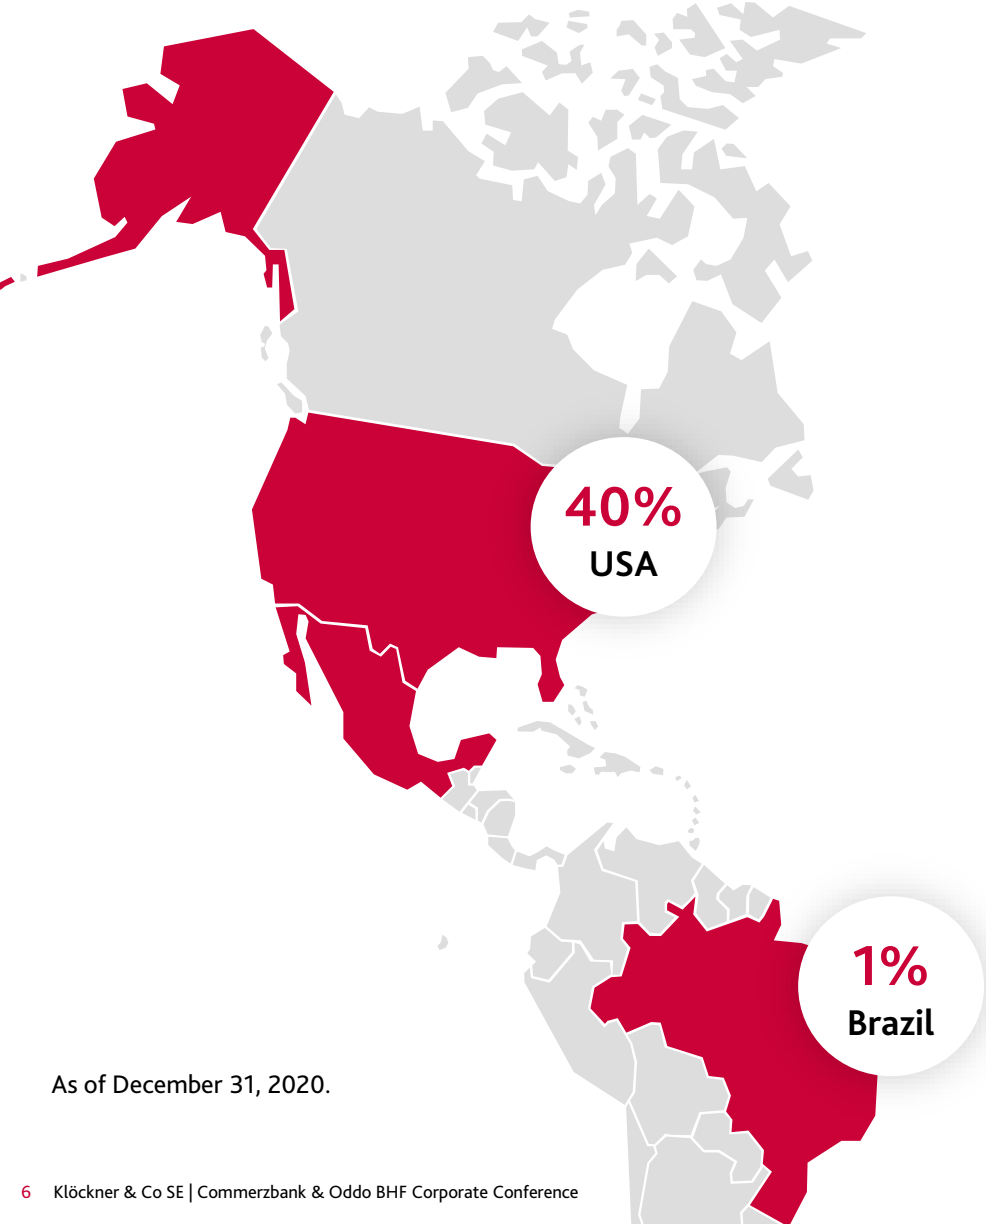 40%
USA
1%
Brazil
As of December 31, 2020.
6 Klöckner & Co SE | Commerzbank & Oddo BHF Corporate Conference